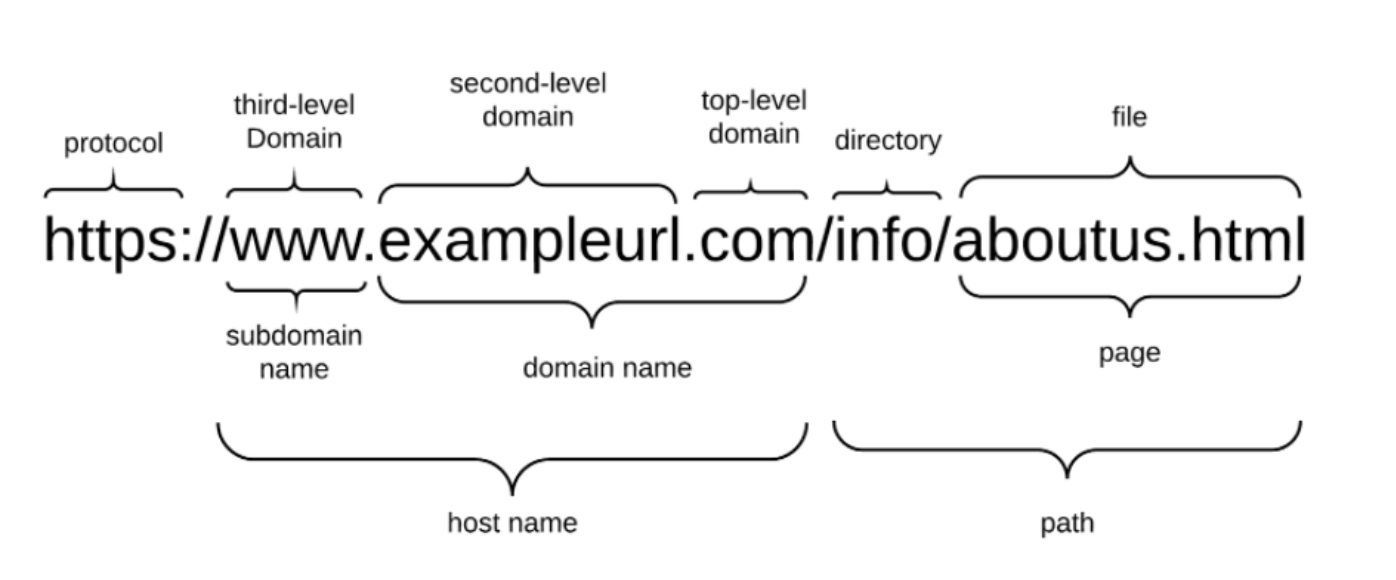 second-level
domain
third-level
Domain
top-level
domain
file
protocol
directory
https://www.exampleurl.com/info/aboutus.html
subdomain
name
domain name
page
host name
path